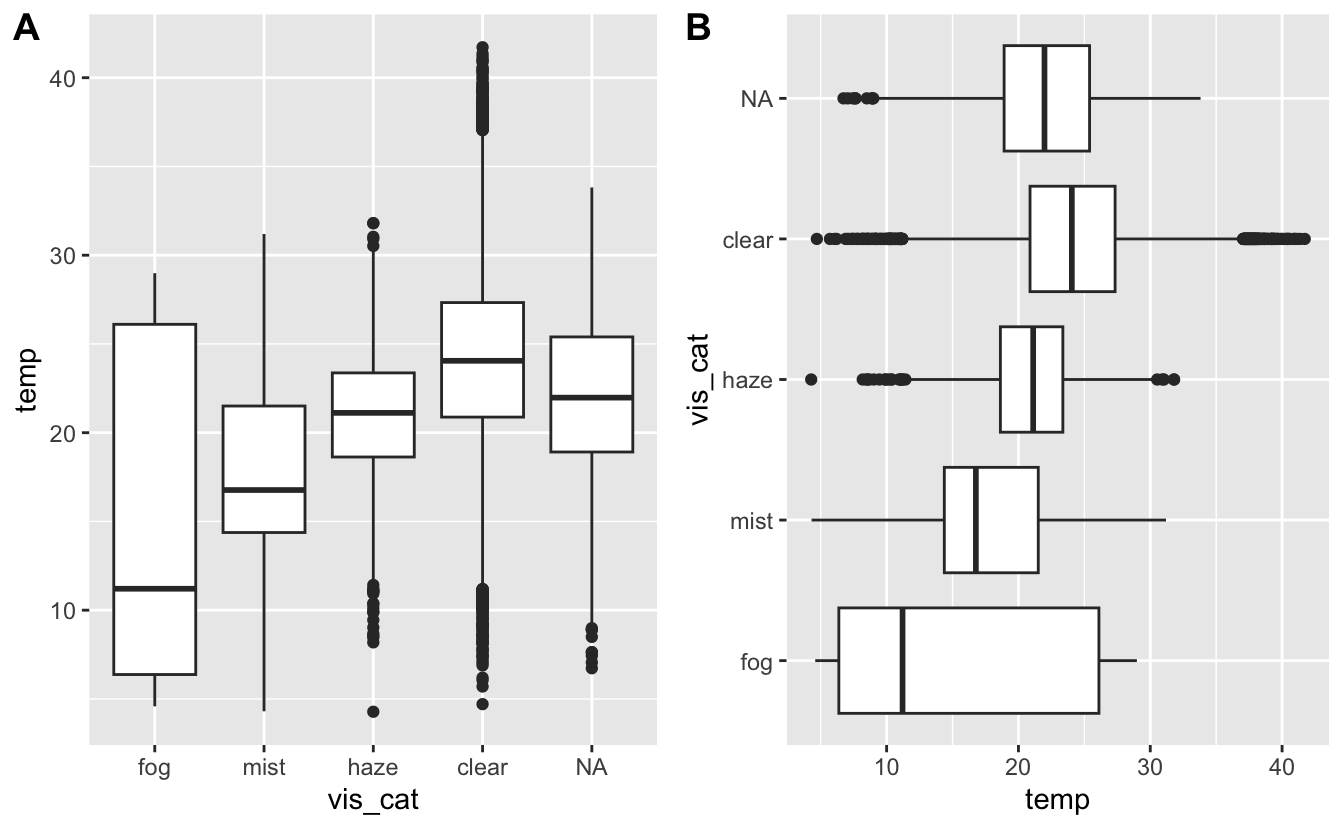 A
temp
40
30
20
10
fog mist haze clear NA
vis_cat
B
vis_cat
NA
clear
haze
mist
fog
10 20 30 40
temp